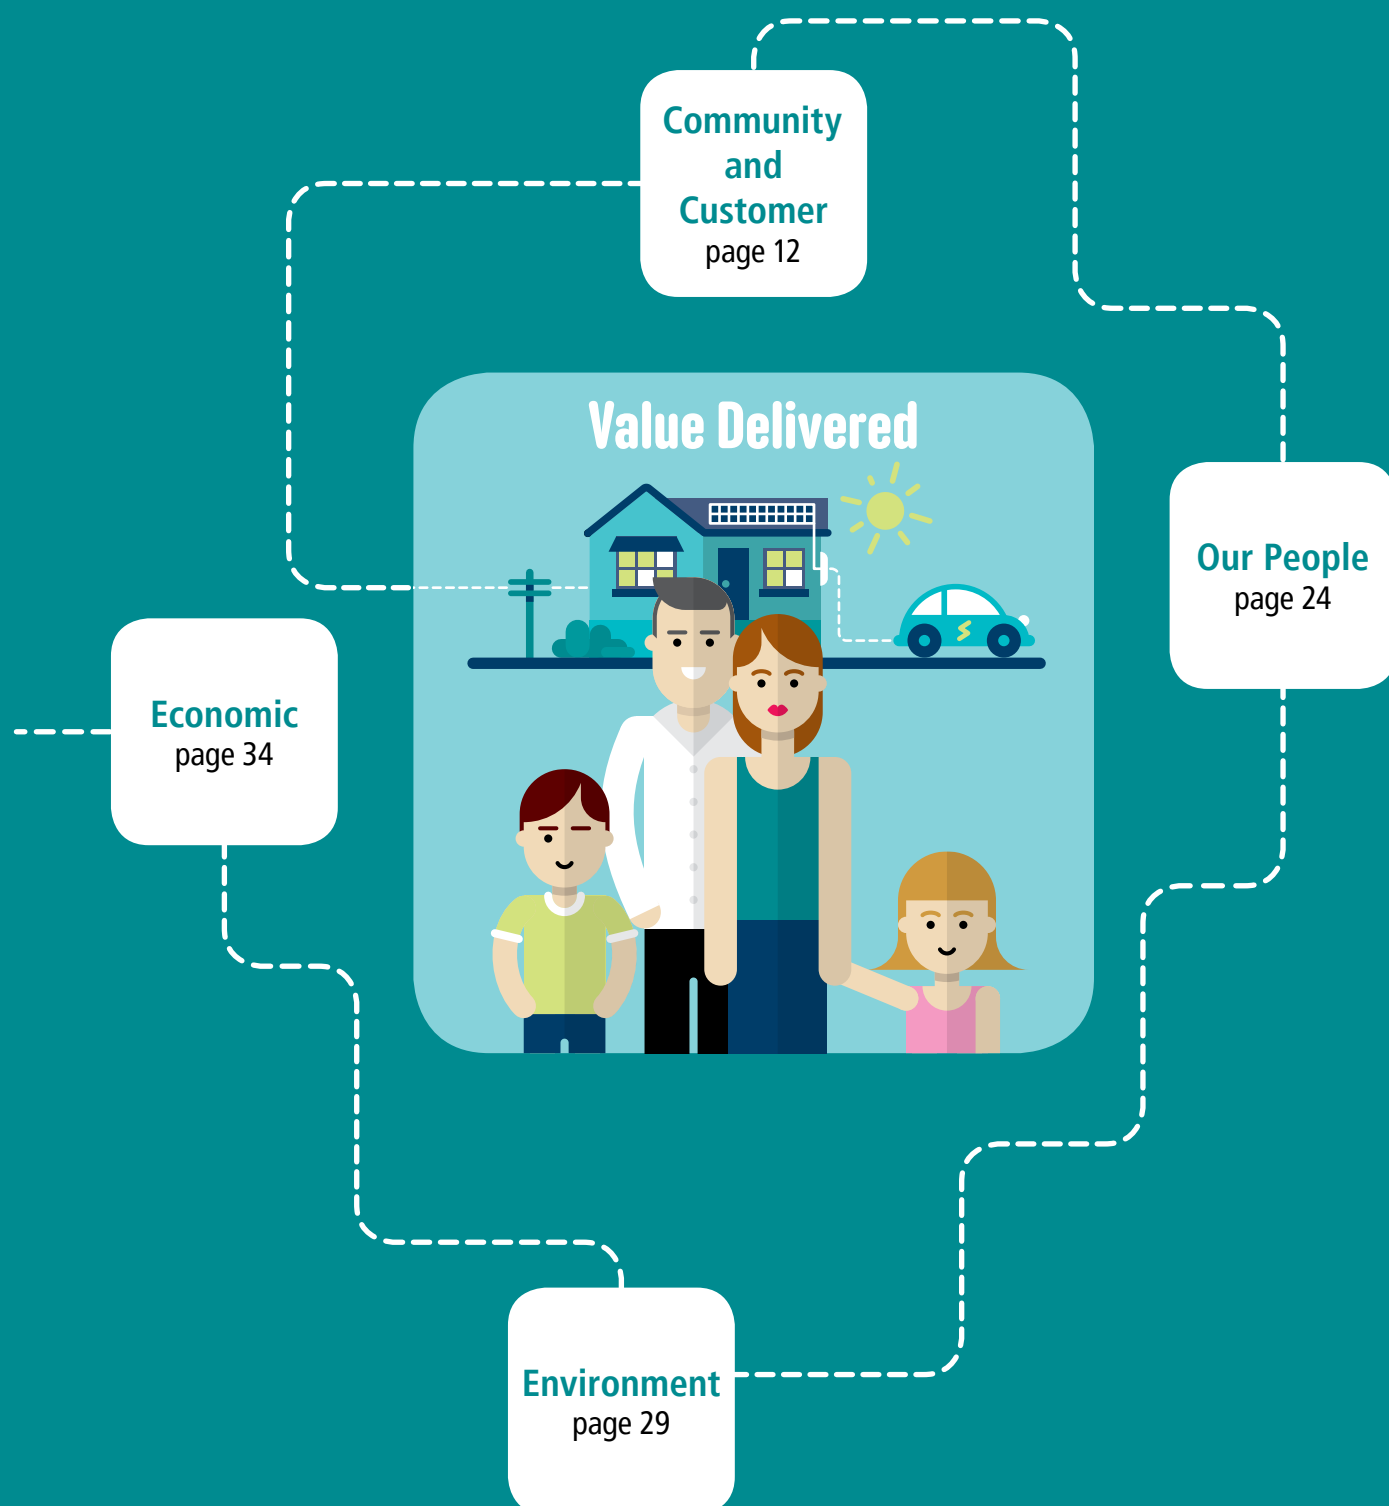 Community
and
Customer
page 12
Value Delivered
Our People
page 24
Economic
page 34
Environment
page 29